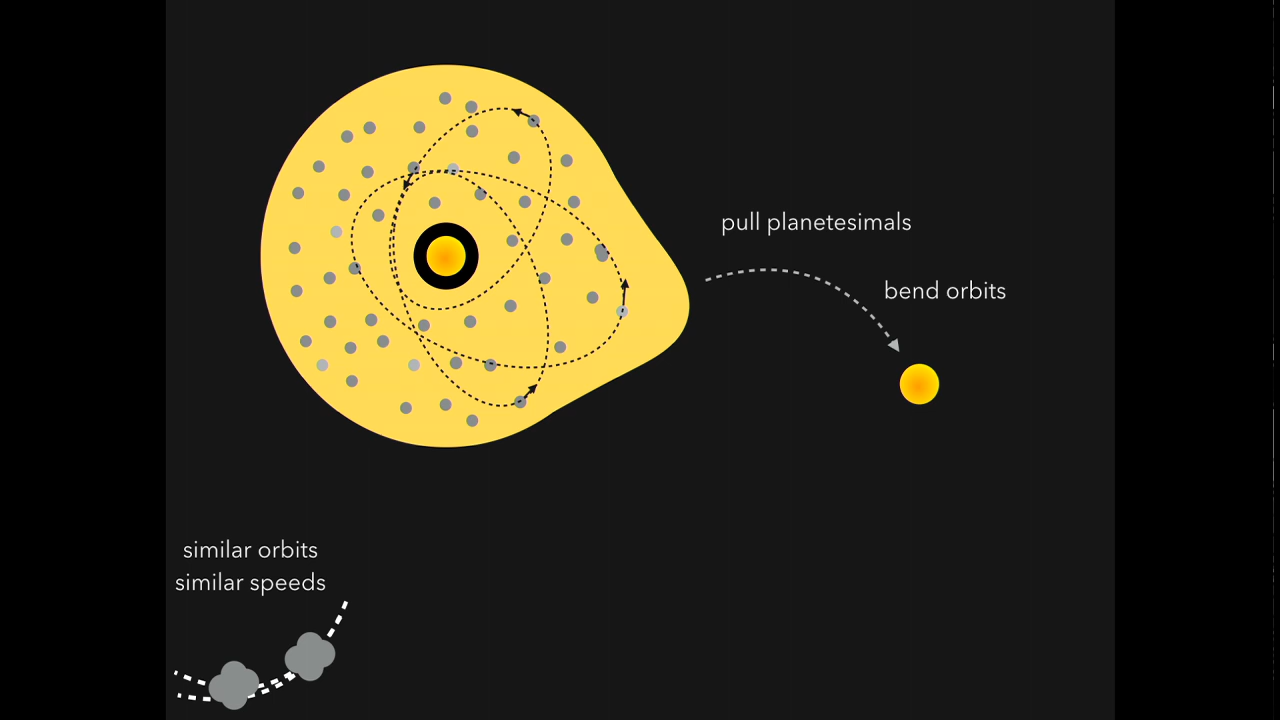 pull planetesimals
bend orbits
similar orbits
similar speeds